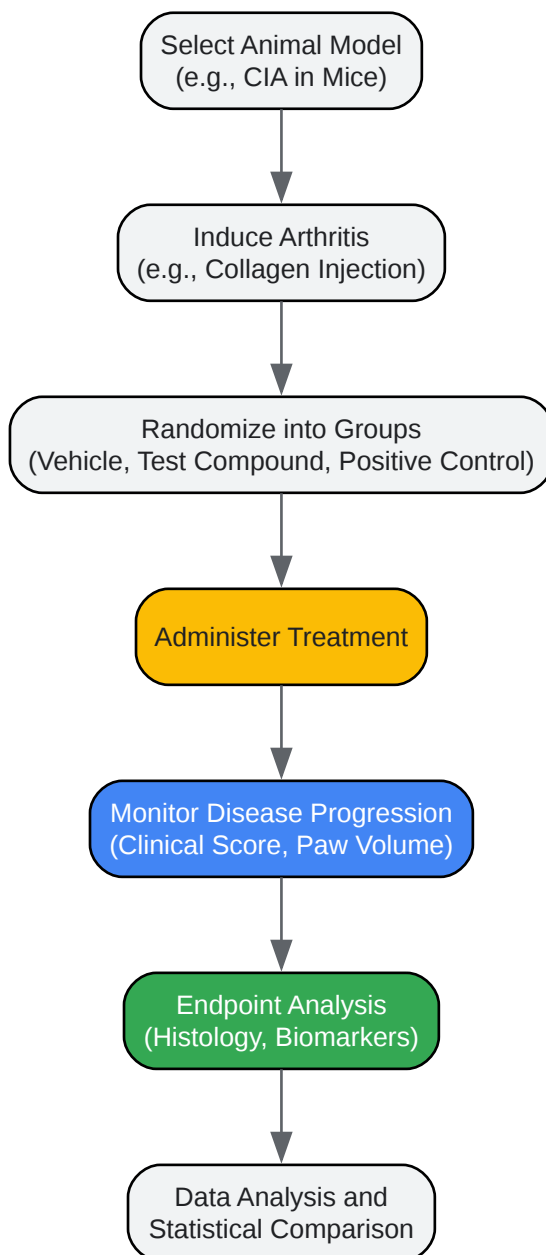 Select Animal Model
(e.g., CIA in Mice)
Induce Arthritis
(e.g., Collagen Injection)
Randomize into Groups
(Vehicle, Test Compound, Positive Control)
Administer Treatment
Monitor Disease Progression
(Clinical Score, Paw Volume)
Endpoint Analysis
(Histology, Biomarkers)
Data Analysis and
Statistical Comparison